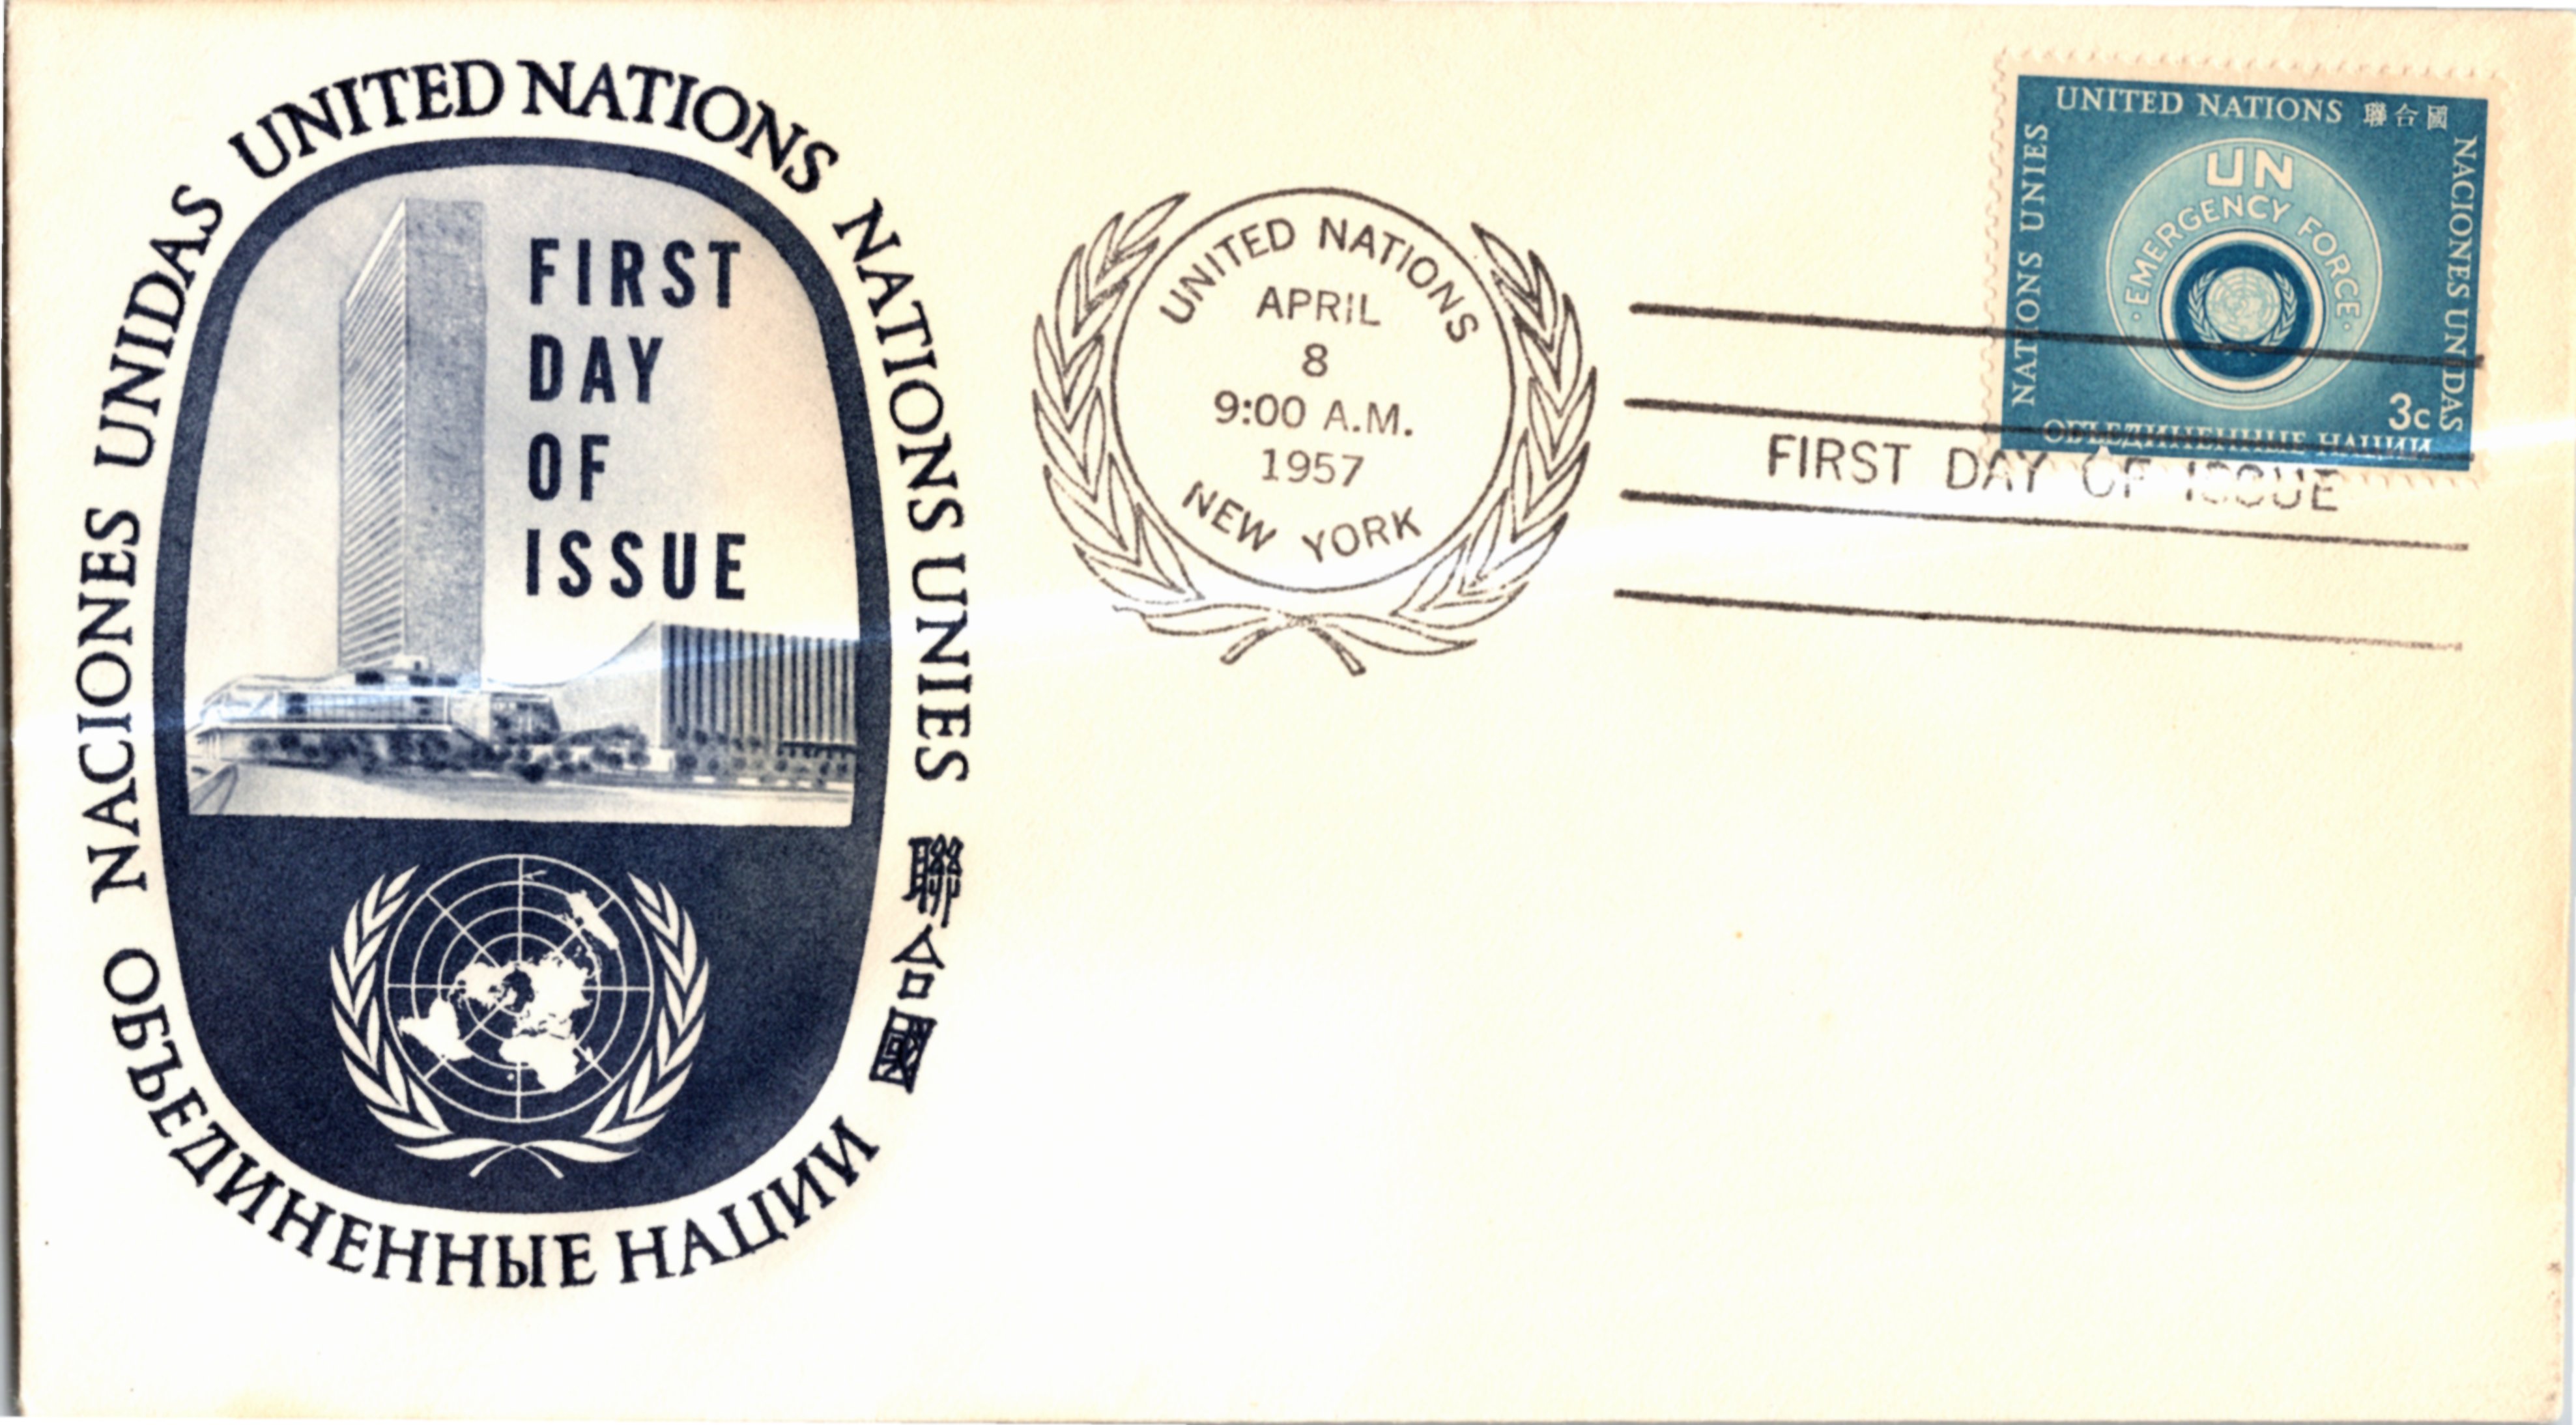 UNITED NATIONS
NATIONS UNIES
聯合國
ОБЪЕДИНЕННЫЕ НАЦИИ
NACIONES UNIDAS
FIRST
DAY
OF
ISSUE
UNITED NATIONS
APRIL
8
9:00 A.M.
1957
NEW YORK
FIRST DAY OF ISSUE
UNITED NATIONS 聯合國
NACIONES UNIDAS
ОБЪЕДИНЕННЫЕ НАЦИИ
NATIONS UNIES
UN
·EMERGENCY FORCE·
3c